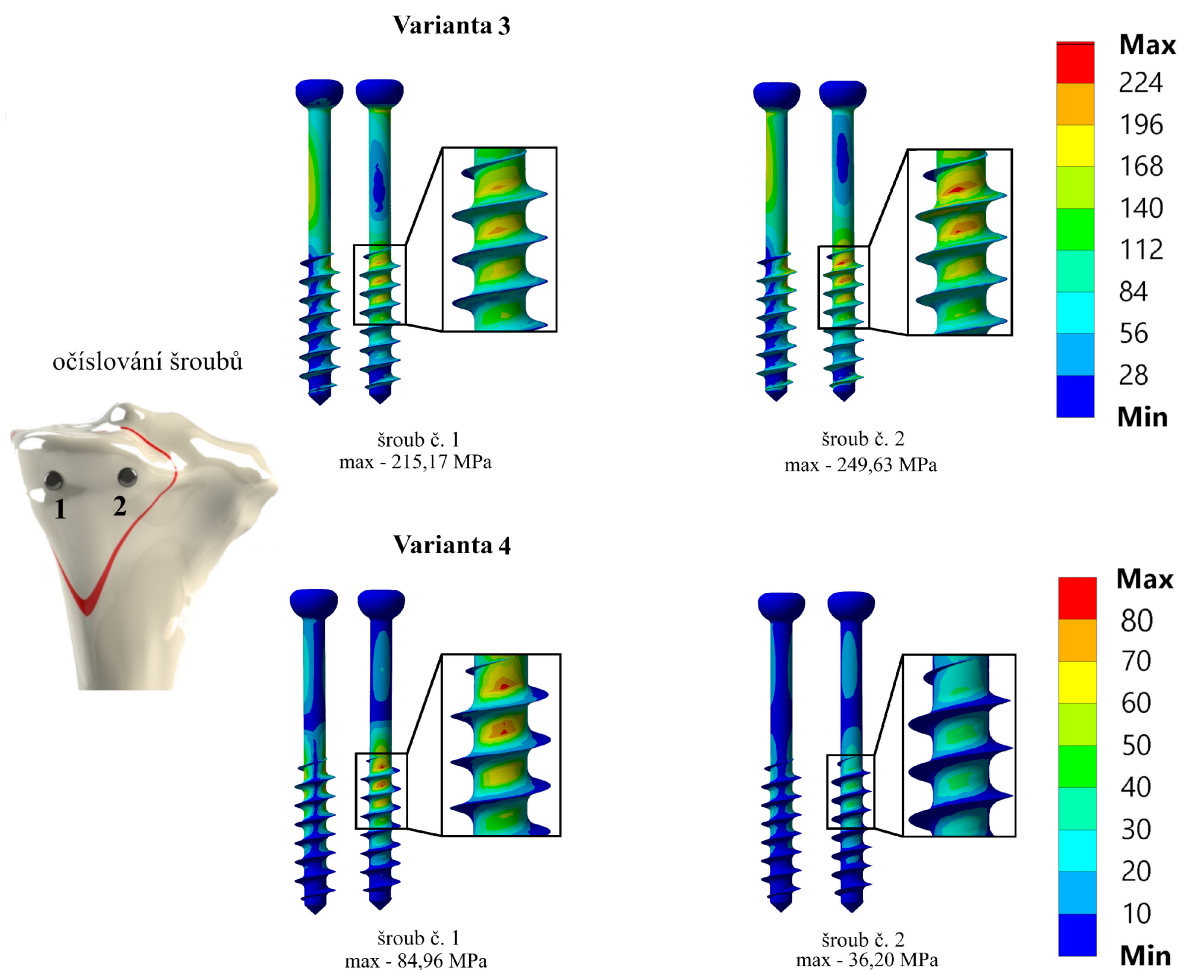 Varianta 3
Max
224
196
168
140
112
84
56
28
Min
očíslování šroubů
1
2
šroub č. 1
max - 215,17 MPa
šroub č. 2
max - 249,63 MPa
Varianta 4
Max
80
70
60
50
40
30
20
10
Min
šroub č. 1
max - 84,96 MPa
šroub č. 2
max - 36,20 MPa